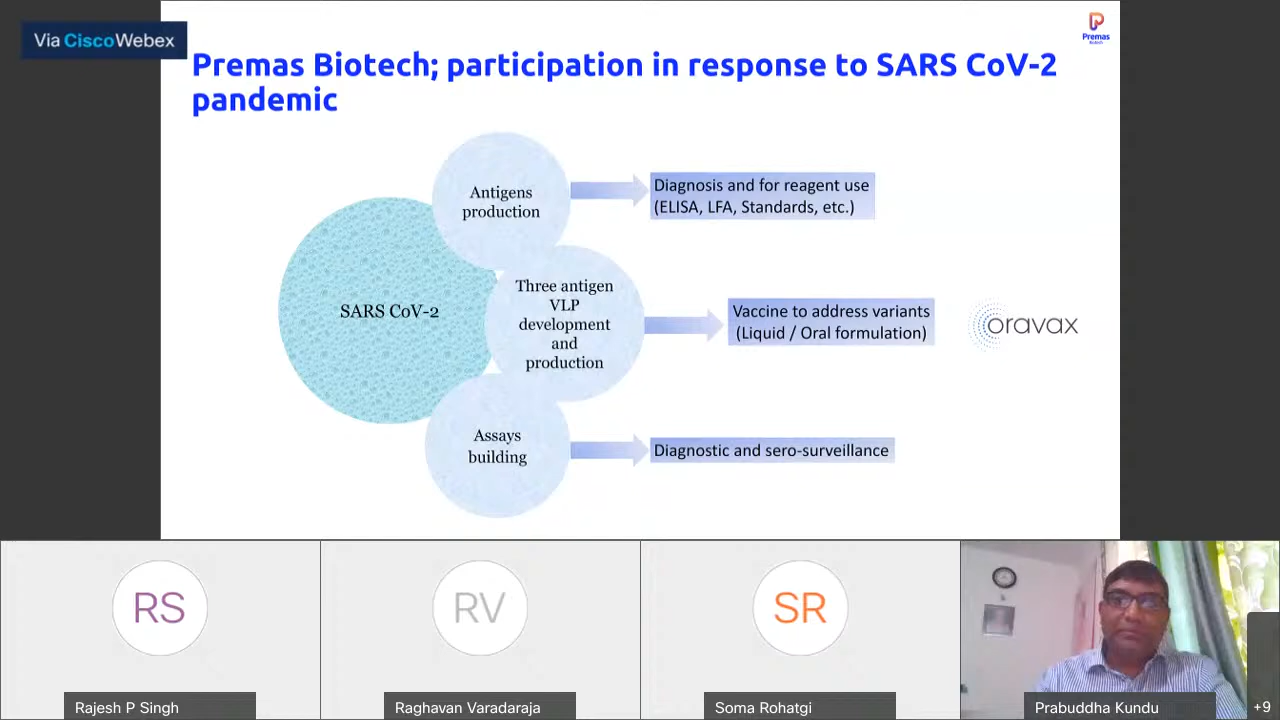 Via Cisco Webex
Premas
Biotech
Premas Biotech; participation in response to SARS CoV-2
pandemic
Antigens
production
Diagnosis and for reagent use
(ELISA, LFA, Standards, etc.)
SARS CoV-2
Three antigen
VLP
development
and
production
Vaccine to address variants
(Liquid / Oral formulation)
oravax
Assays
building
Diagnostic and sero-surveillance
RS
RV
SR
Rajesh P Singh
Raghavan Varadaraja
Soma Rohatgi
Prabuddha Kundu
+9